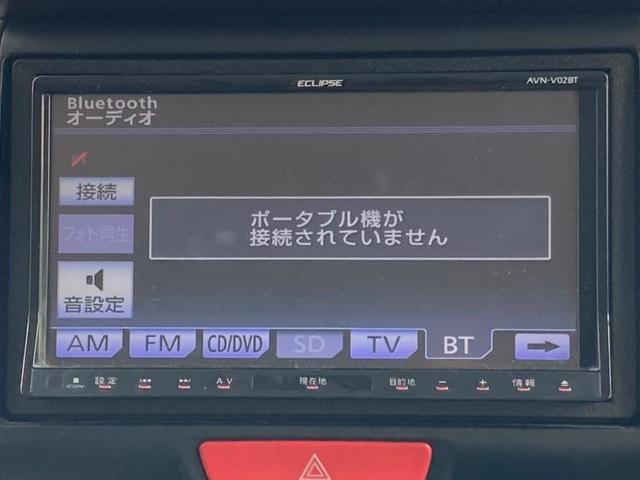 ECLIPSE
AVN-V02BT
Bluetooth
オーディオ
接続
フォト再生
ポータブル機が
接続されていません
音設定
AM
FM
CD/DVD
SD
TV
BT
設定
AV
現在地
目的地
情報